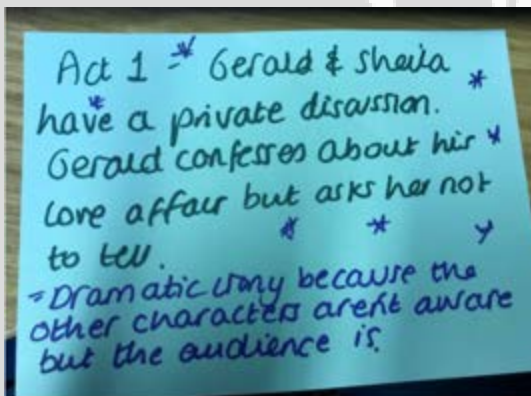 Act 1 - Gerald & Sheila
have a private discussion.
Gerald confesses about his
love affair but asks her not
to tell.
= Dramatic irony because the
other characters arent aware
but the audience is.